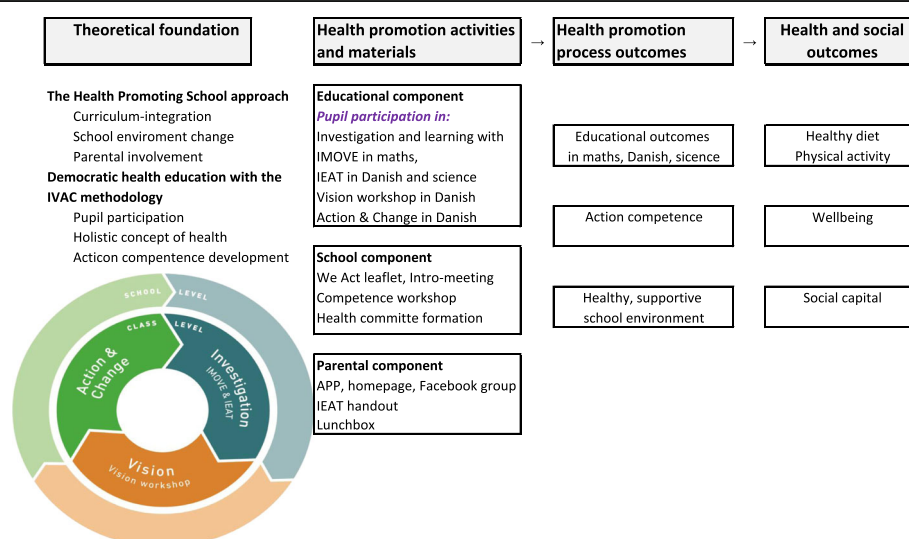 Theoretical foundation
Health promotion activities
and materials
→
Health promotion
process outcomes
→
Health and social
outcomes
The Health Promoting School approach
Curriculum-integration
School enviroment change
Parental involvement
Democratic health education with the
IVAC methodology
Pupil participation
Holistic concept of health
Acticon compentence development
SCHOOL LEVEL
CLASS LEVEL
Action &
Change
Investigation
IMOVE & IEAT
Vision
Vision workshop
Educational component
Pupil participation in:
Investigation and learning with
IMOVE in maths,
IEAT in Danish and science
Vision workshop in Danish
Action & Change in Danish
School component
We Act leaflet, Intro-meeting
Competence workshop
Health committe formation
Parental component
APP, homepage, Facebook group
IEAT handout
Lunchbox
Educational outcomes
in maths, Danish, sicence
Action competence
Healthy, supportive
school environment
Healthy diet
Physical activity
Wellbeing
Social capital